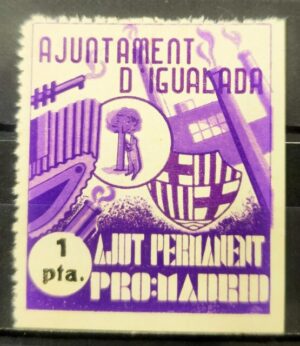 AJUNTAMENT
D'IGUALADA
1
pta.
AJUT PERMANENT
PRO:MADRID